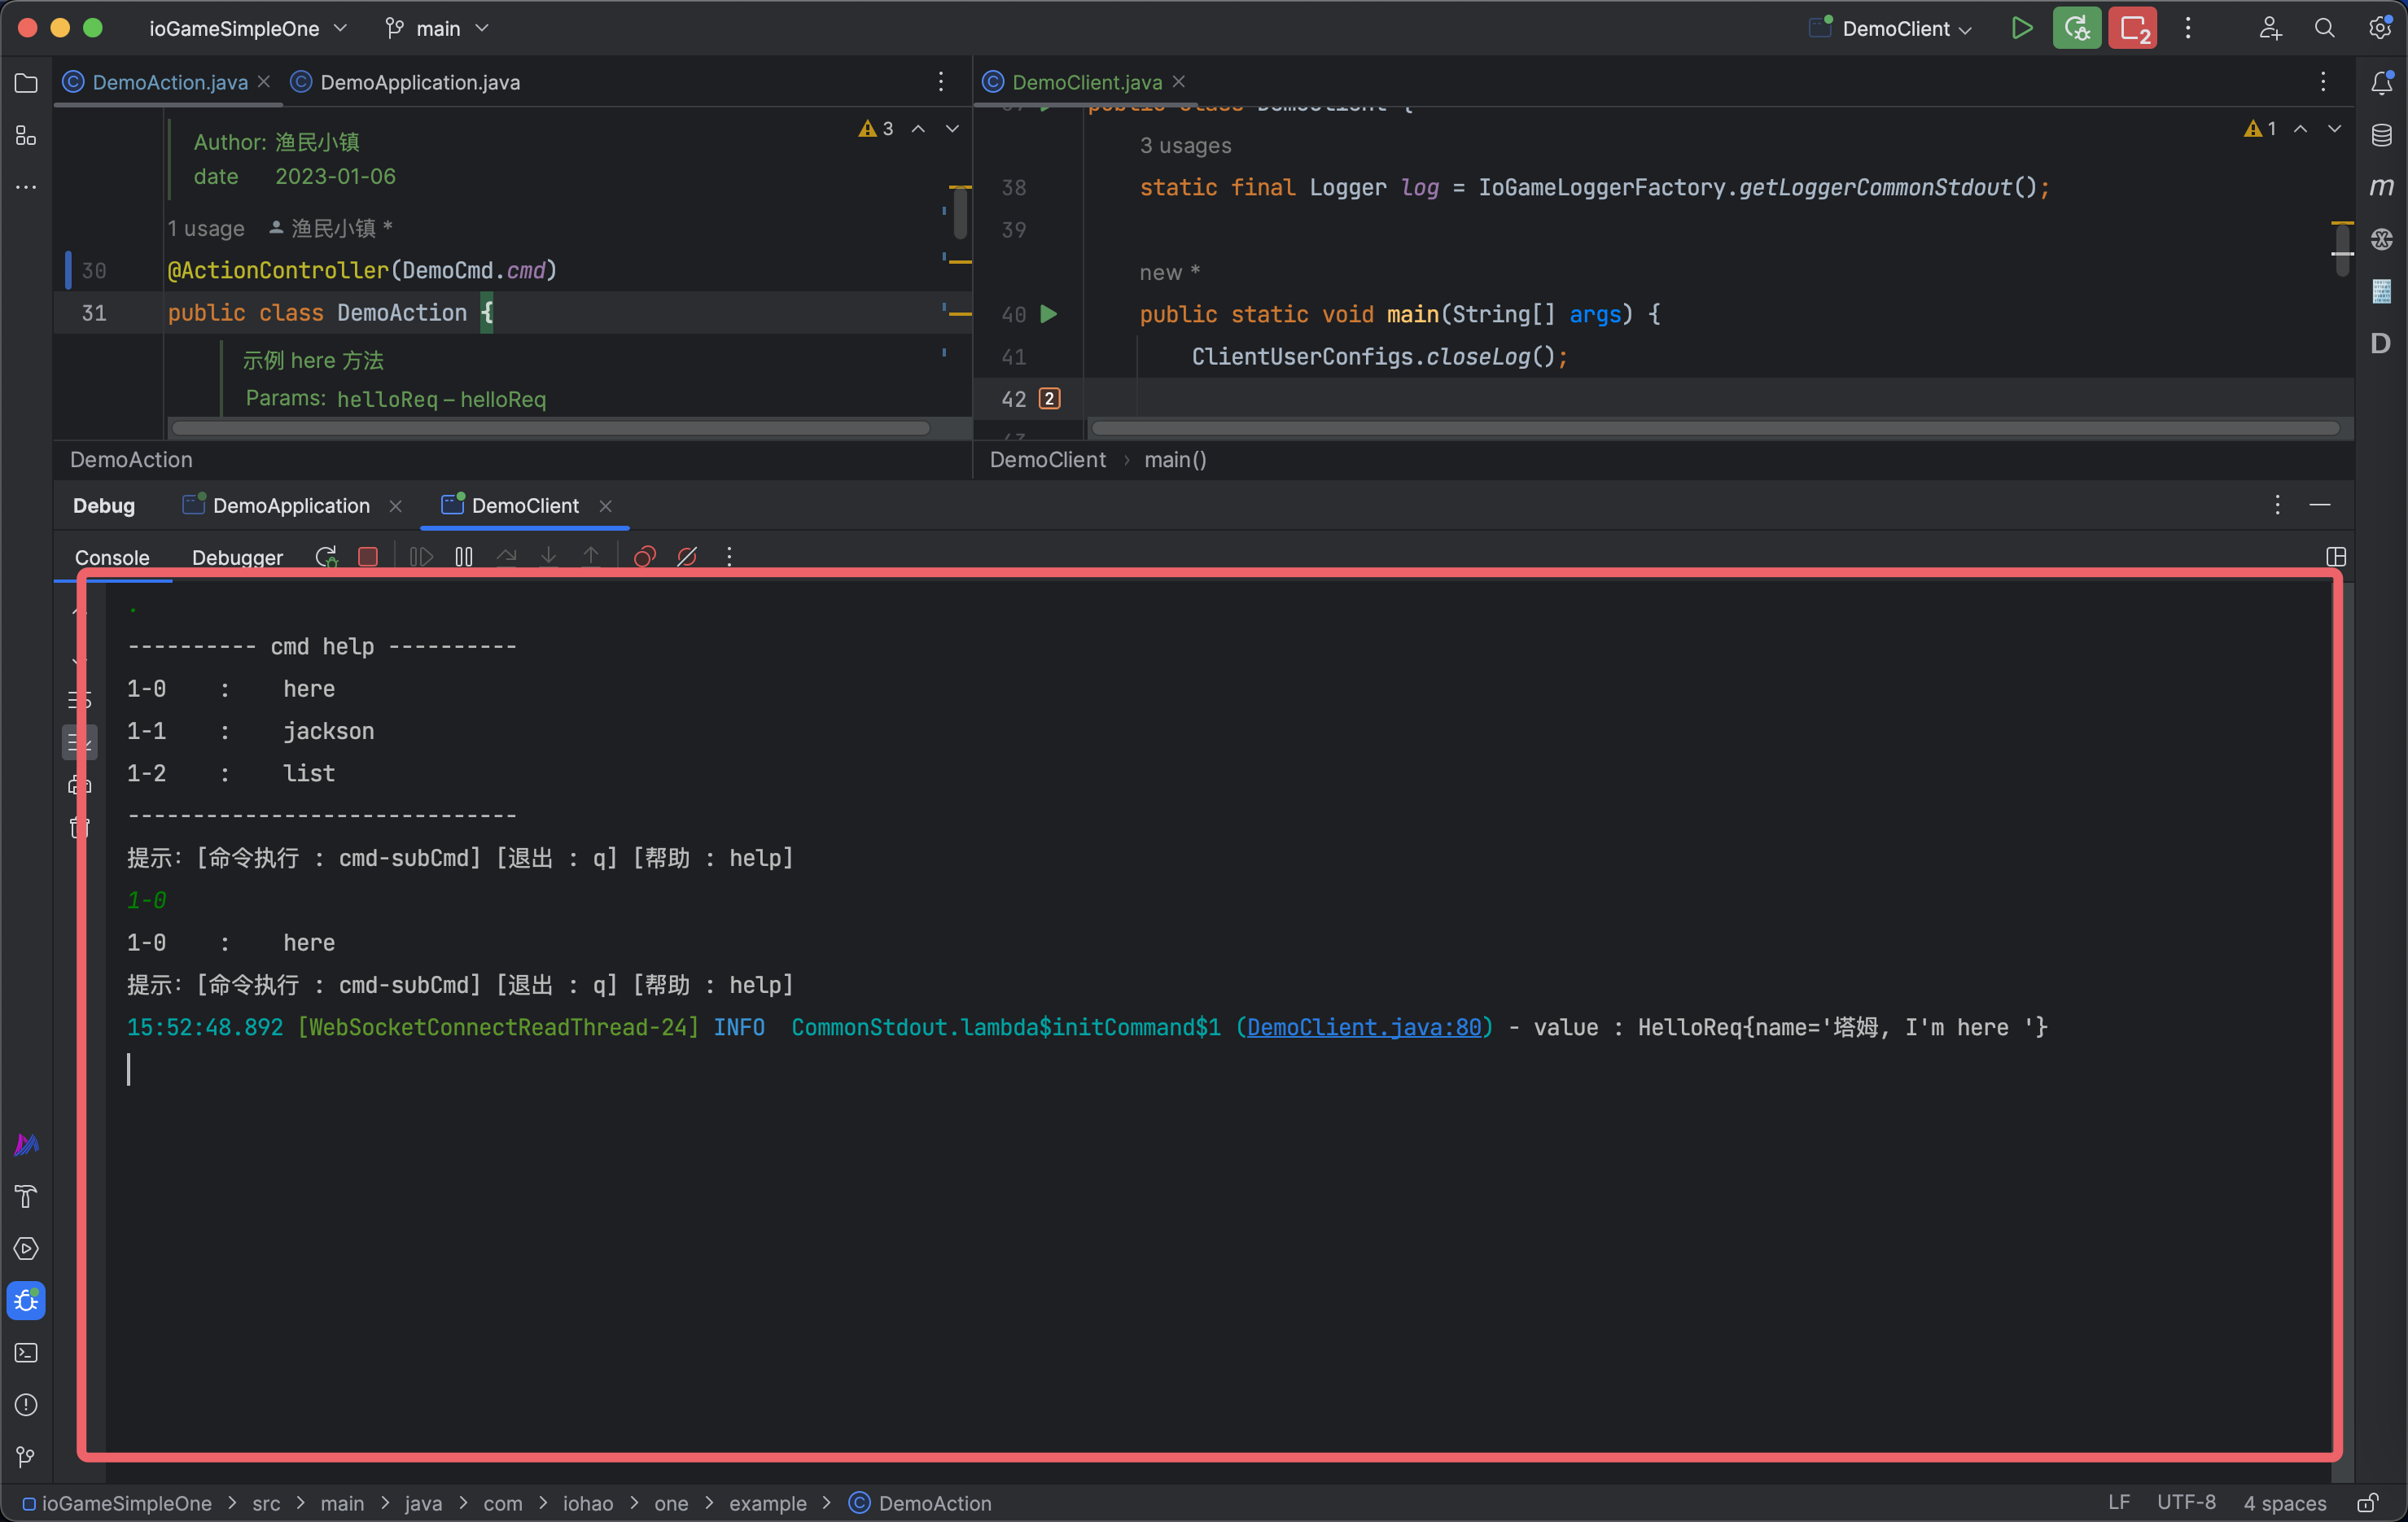 ioGameSimpleOne main DemoClient 2
DemoAction.java DemoApplication.java
Author: 渔民小镇
date 2023-01-06
1 usage 渔民小镇 *
30 @ActionController(DemoCmd.cmd)
31 public class DemoAction {
示例 here 方法
Params: helloReq – helloReq
3
DemoAction
DemoClient.java
public class DemoClient {
3 usages
38 static final Logger log = IoGameLoggerFactory.getLoggerCommonStdout();
39
new *
40 public static void main(String[] args) {
41 ClientUserConfigs.closeLog();
42 2
1
DemoClient › main()
m
D
Debug DemoApplication DemoClient
Console Debugger
.
---------- cmd help ----------
1-0 : here
1-1 : jackson
1-2 : list
------------------------------
提示: [命令执行 : cmd-subCmd] [退出 : q] [帮助 : help]
1-0
1-0 : here
提示: [命令执行 : cmd-subCmd] [退出 : q] [帮助 : help]
15:52:48.892 [WebSocketConnectReadThread-24] INFO CommonStdout.lambda$initCommand$1 (DemoClient.java:80) - value : HelloReq{name='塔姆, I'm here '}
ioGameSimpleOne > src > main > java > com > iohao > one > example > DemoAction
LF UTF-8 4 spaces